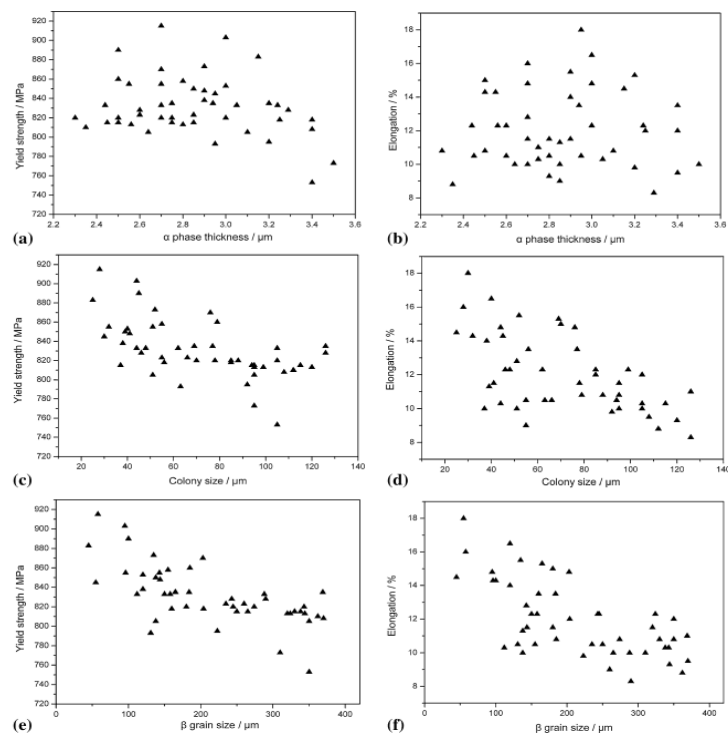 920
900
880
860
840
820
800
780
760
740
720
Yield strength / MPa
2.2 2.4 2.6 2.8 3.0 3.2 3.4 3.6
(a) α phase thickness / μm
18
16
14
12
10
8
Elongation / %
2.2 2.4 2.6 2.8 3.0 3.2 3.4 3.6
(b) α phase thickness / μm
920
900
880
860
840
820
800
780
760
740
720
Yield strength / MPa
20 40 60 80 100 120 140
(c) Colony size / μm
18
16
14
12
10
8
Elongation / %
20 40 60 80 100 120 140
(d) Colony size / μm
920
900
880
860
840
820
800
780
760
740
720
Yield strength / MPa
0 100 200 300 400
(e) β grain size / μm
18
16
14
12
10
8
Elongation / %
0 100 200 300 400
(f) β grain size / μm